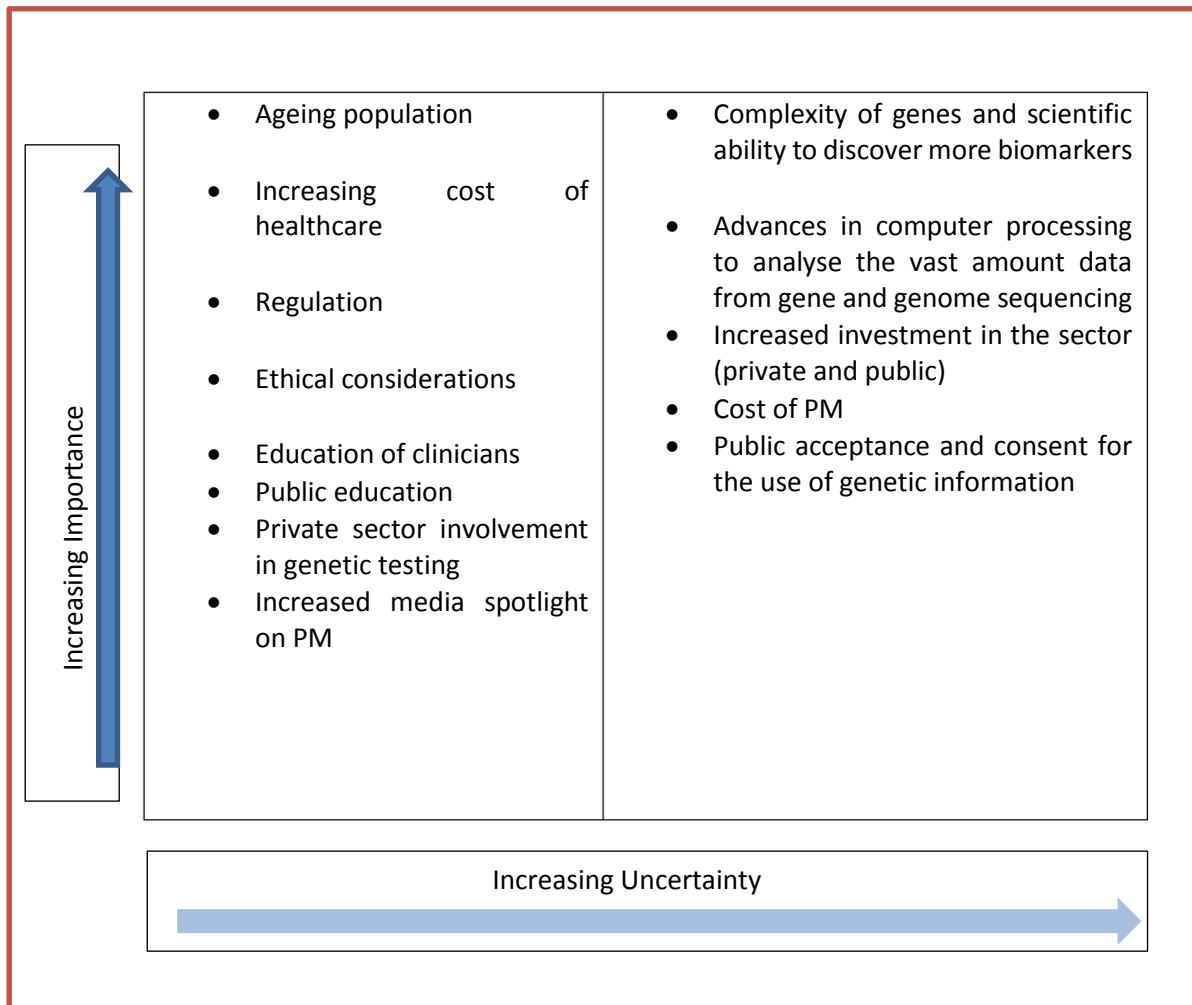 Increasing Importance
• Ageing population
• Increasing cost of
healthcare
• Regulation
• Ethical considerations
• Education of clinicians
• Public education
• Private sector involvement
in genetic testing
• Increased media spotlight
on PM
• Complexity of genes and scientific
ability to discover more biomarkers
• Advances in computer processing
to analyse the vast amount data
from gene and genome sequencing
• Increased investment in the sector
(private and public)
• Cost of PM
• Public acceptance and consent for
the use of genetic information
Increasing Uncertainty